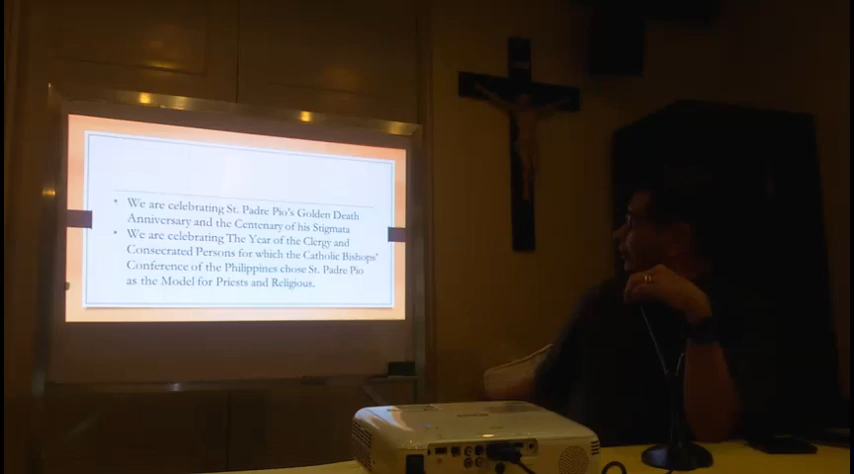 • We are celebrating St. Padre Pio's Golden Death
Anniversary and the Centenary of his Stigmata
• We are celebrating The Year of the Clergy and
Consecrated Persons for which the Catholic Bishops'
Conference of the Philippines chose St. Padre Pio
as the Model for Priests and Religious.